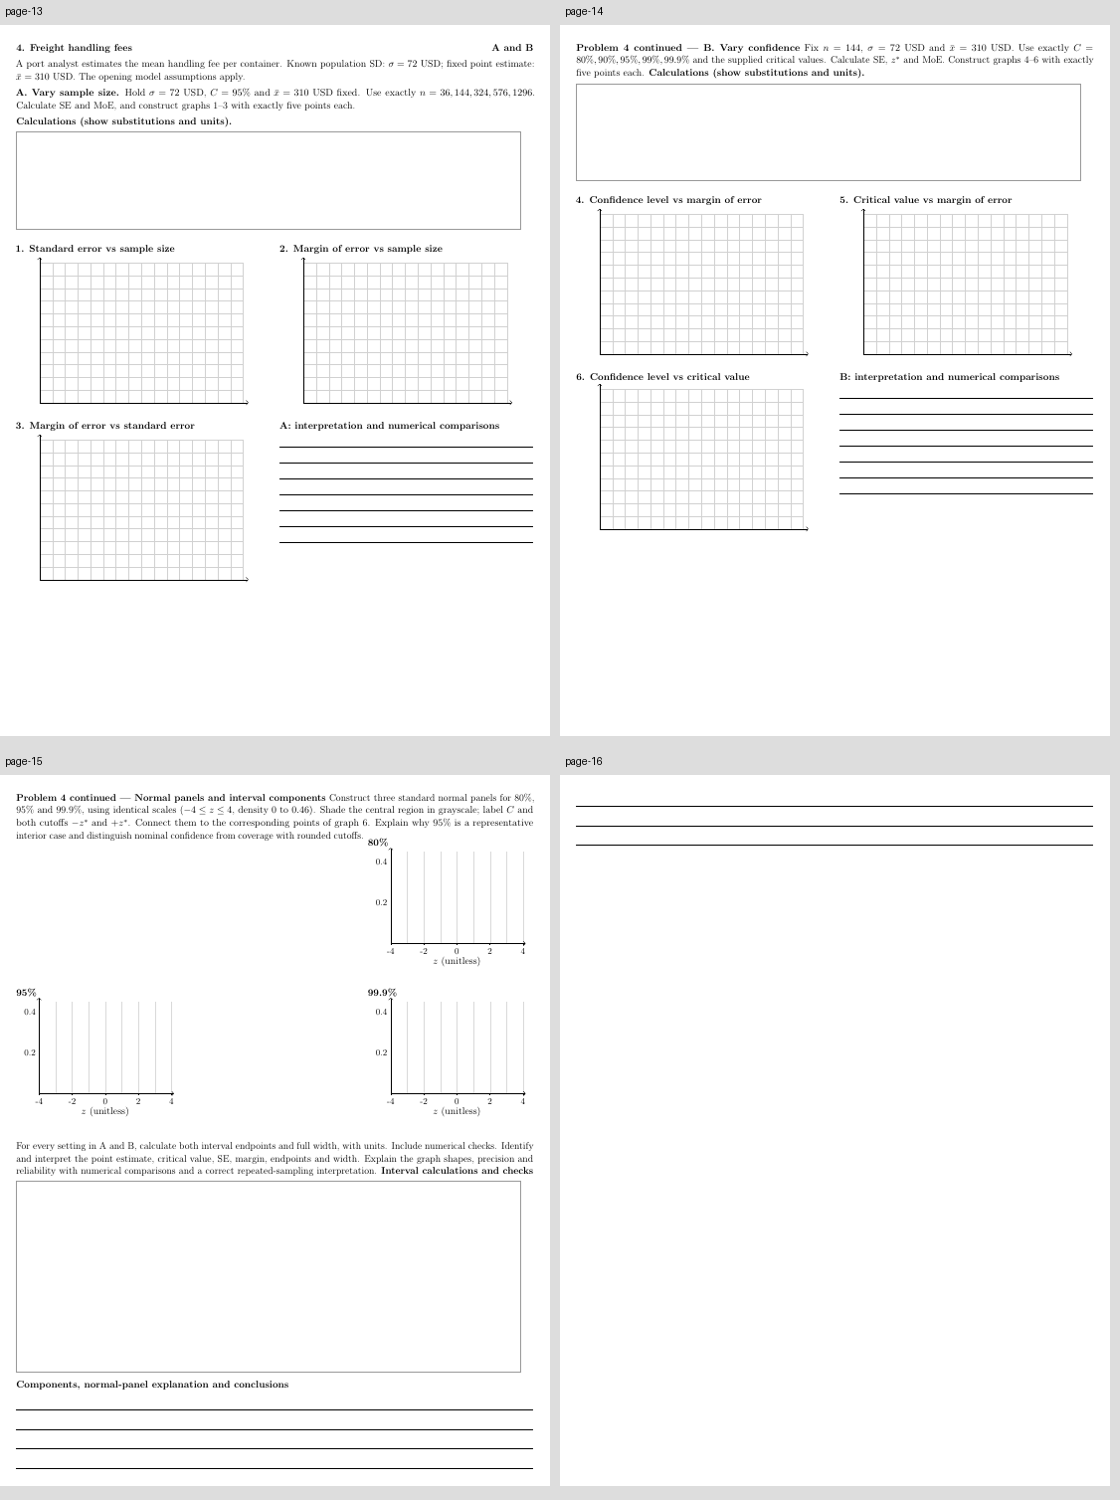 page-13
4. Freight handling fees A and B
A port analyst estimates the mean handling fee per container. Known population SD: σ = 72 USD; fixed point estimate:
x̄ = 310 USD. The opening model assumptions apply.
A. Vary sample size. Hold σ = 72 USD, C = 95% and x̄ = 310 USD fixed. Use exactly n = 36, 144, 324, 576, 1296.
Calculate SE and MoE, and construct graphs 1–3 with exactly five points each.
Calculations (show substitutions and units).
1. Standard error vs sample size
2. Margin of error vs sample size
3. Margin of error vs standard error
A: interpretation and numerical comparisons
page-14
Problem 4 continued — B. Vary confidence Fix n = 144, σ = 72 USD and x̄ = 310 USD. Use exactly C =
80%, 90%, 95%, 99%, 99.9% and the supplied critical values. Calculate SE, z* and MoE. Construct graphs 4–6 with exactly
five points each. Calculations (show substitutions and units).
4. Confidence level vs margin of error
5. Critical value vs margin of error
6. Confidence level vs critical value
B: interpretation and numerical comparisons
page-15
Problem 4 continued — Normal panels and interval components Construct three standard normal panels for 80%,
95% and 99.9%, using identical scales (−4 ≤ z ≤ 4, density 0 to 0.46). Shade the central region in grayscale; label C and
both cutoffs −z* and +z*. Connect them to the corresponding points of graph 6. Explain why 95% is a representative
interior case and distinguish nominal confidence from coverage with rounded cutoffs.
80%
0.4
0.2
-4 -2 0 2 4
z (unitless)
95%
0.4
0.2
-4 -2 0 2 4
z (unitless)
99.9%
0.4
0.2
-4 -2 0 2 4
z (unitless)
For every setting in A and B, calculate both interval endpoints and full width, with units. Include numerical checks. Identify
and interpret the point estimate, critical value, SE, margin, endpoints and width. Explain the graph shapes, precision and
reliability with numerical comparisons and a correct repeated-sampling interpretation. Interval calculations and checks
Components, normal-panel explanation and conclusions
page-16